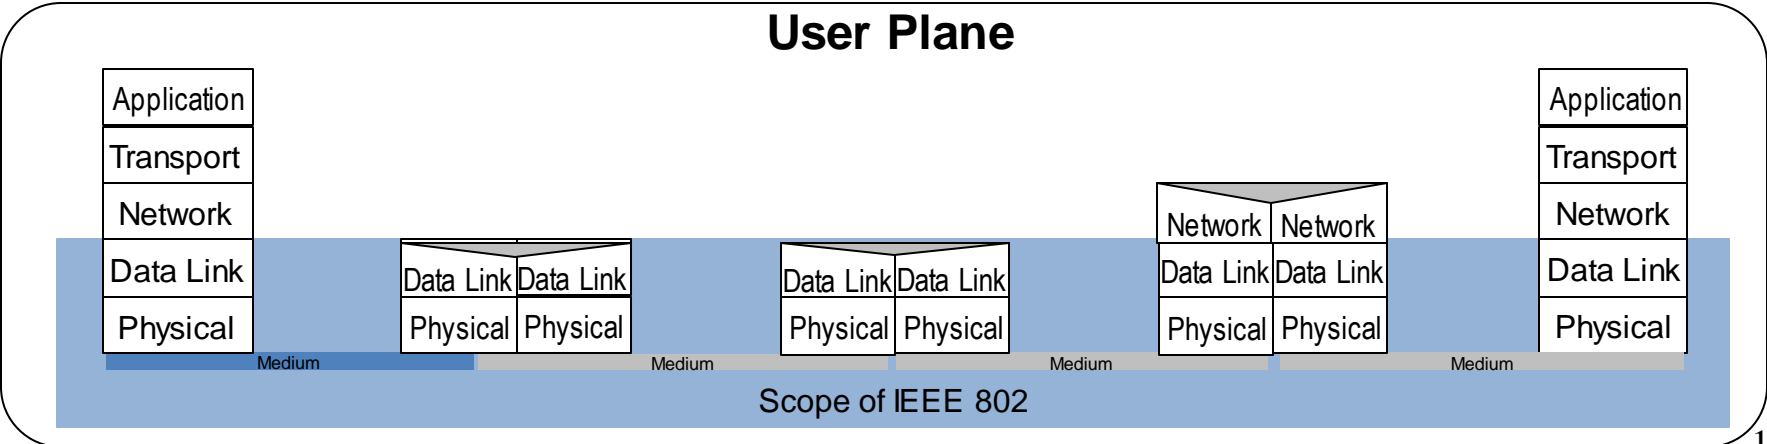 User Plane
Application
Application
Transport
Transport
Network
Network Network
Network
Data Link
Data Link Data Link
Data Link Data Link
Data Link Data Link
Data Link
Physical
Physical Physical
Physical Physical
Physical Physical
Physical
Medium
Medium
Medium
Medium
Scope of IEEE 802
1